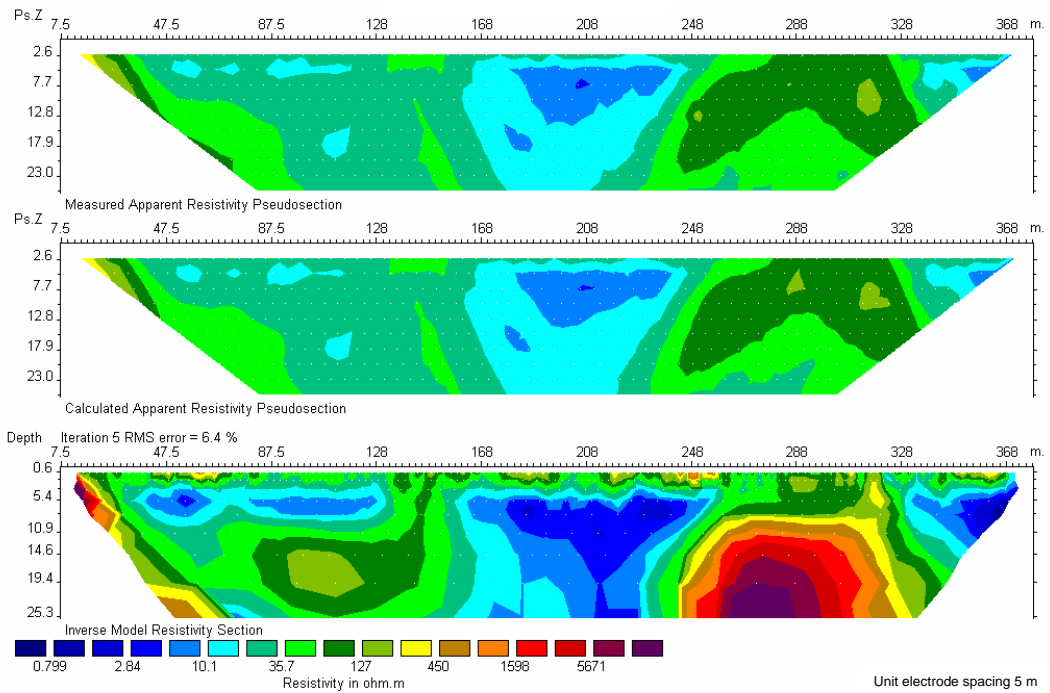 Ps.Z 7.5 47.5 87.5 128 168 208 248 288 328 368 m.
2.6
7.7
12.8
17.9
23.0
Measured Apparent Resistivity Pseudosection
Ps.Z 7.5 47.5 87.5 128 168 208 248 288 328 368 m.
2.6
7.7
12.8
17.9
23.0
Calculated Apparent Resistivity Pseudosection
Depth Iteration 5 RMS error = 6.4 %
7.5 47.5 87.5 128 168 208 248 288 328 368 m.
0.6
5.4
10.9
14.6
19.4
25.3
Inverse Model Resistivity Section
0.799 2.84 10.1 35.7 127 450 1598 5671
Resistivity in ohm.m
Unit electrode spacing 5 m